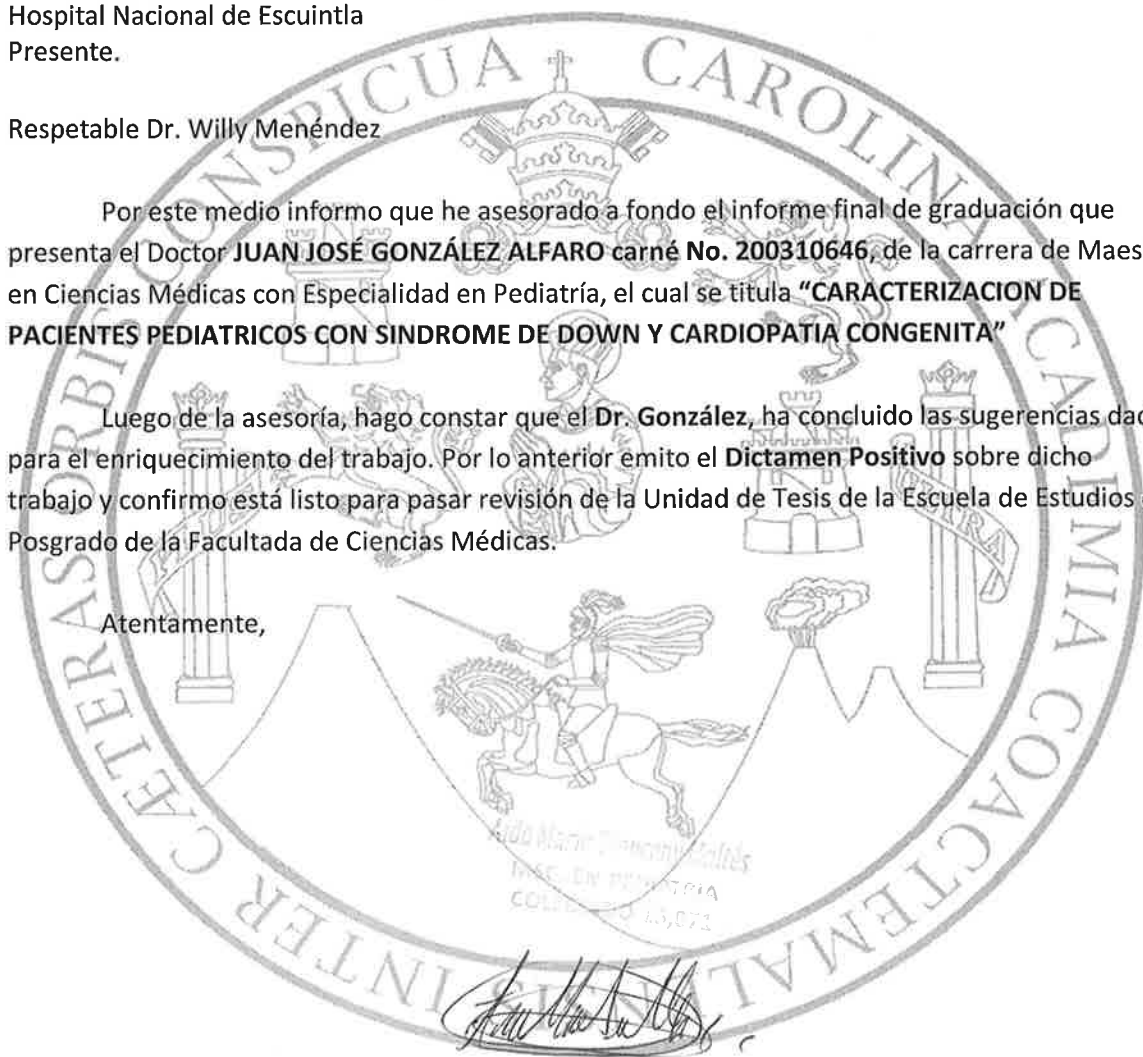 Hospital Nacional de Escuintla
Presente.
Respetable Dr. Willy Menéndez
Por este medio informo que he asesorado a fondo el informe final de graduación que
presenta el Doctor JUAN JOSÉ GONZÁLEZ ALFARO carné No. 200310646, de la carrera de Maes
en Ciencias Médicas con Especialidad en Pediatría, el cual se titula “CARACTERIZACION DE
PACIENTES PEDIATRICOS CON SINDROME DE DOWN Y CARDIOPATIA CONGENITA”
Luego de la asesoría, hago constar que el Dr. González, ha concluido las sugerencias dad
para el enriquecimiento del trabajo. Por lo anterior emito el Dictamen Positivo sobre dicho
trabajo y confirmo está listo para pasar revisión de la Unidad de Tesis de la Escuela de Estudios
Posgrado de la Facultada de Ciencias Médicas.
Atentamente,
CAROLINA ACADEMIA COACTEMALENSIS INTER CÆTERAS ORBIS CONSPICUA